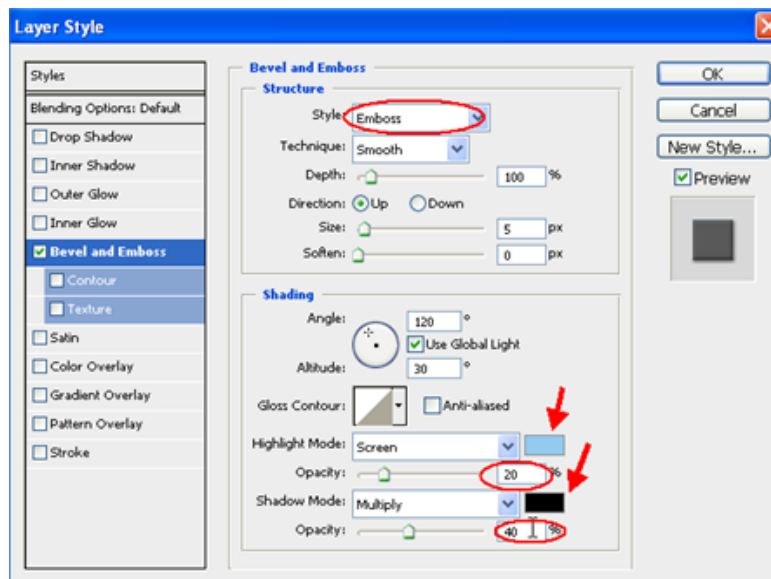 Layer Style
Styles
Blending Options: Default
Drop Shadow
Inner Shadow
Outer Glow
Inner Glow
Bevel and Emboss
Contour
Texture
Satin
Color Overlay
Gradient Overlay
Pattern Overlay
Stroke
Bevel and Emboss
Structure
Style: Emboss
Technique: Smooth
Depth: 100 %
Direction: Up Down
Size: 5 px
Soften: 0 px
Shading
Angle: 120 °
Use Global Light
Altitude: 30 °
Gloss Contour: Anti-aliased
Highlight Mode: Screen
Opacity: 20 %
Shadow Mode: Multiply
Opacity: 40 %
OK
Cancel
New Style...
Preview